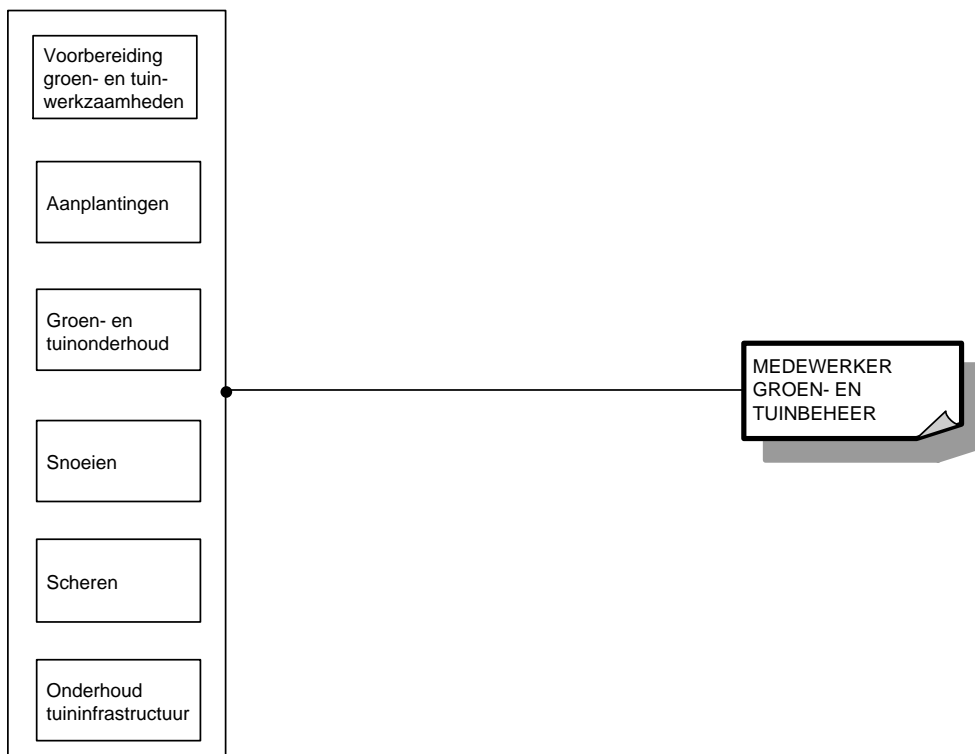 Voorbereiding
groen- en tuin-
werkzaamheden
Aanplantingen
Groen- en
tuinonderhoud
Snoeien
Scheren
Onderhoud
tuininfrastructuur
MEDEWERKER
GROEN- EN
TUINBEHEER